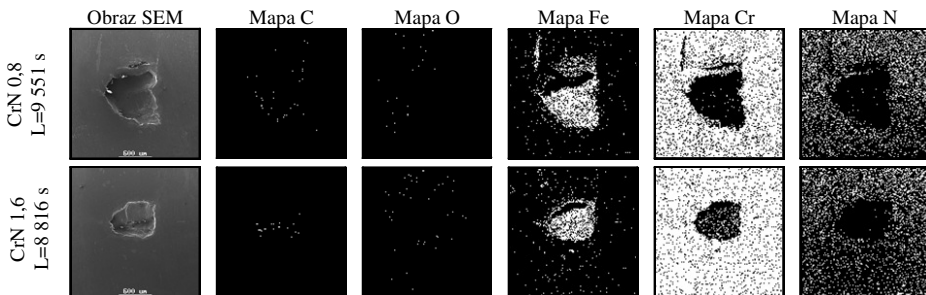 Obraz SEM Mapa C Mapa O Mapa Fe Mapa Cr Mapa N
CrN 0,8
L=9 551 s
500 um
CrN 1,6
L=8 816 s
500 um